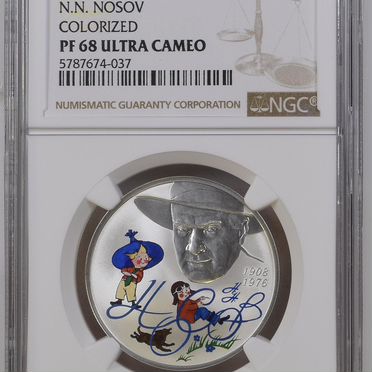 N.N. NOSOV
COLORIZED
PF 68 ULTRA CAMEO
5787674-037
NUMISMATIC GUARANTY CORPORATION
NGC®
1908
1976